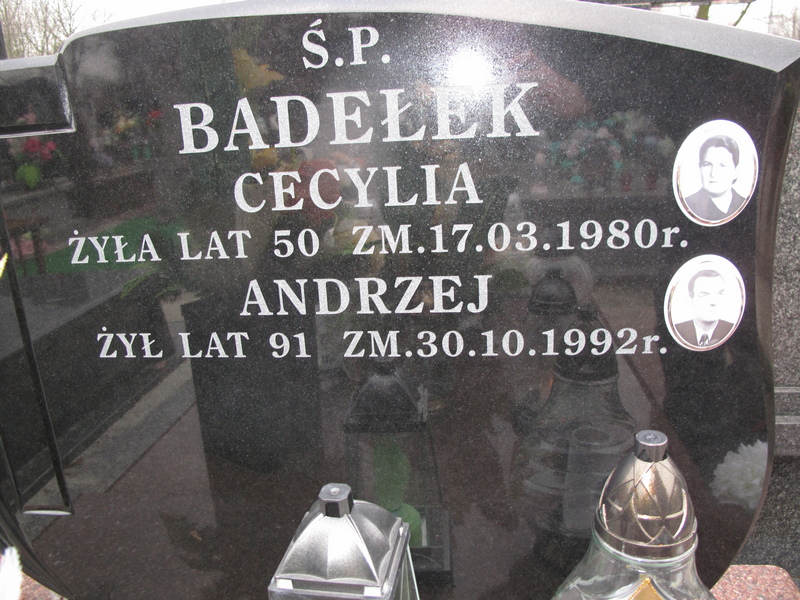 Ś.P.
BADEŁEK
CECYLIA
ŻYŁA LAT 50 ZM.17.03.1980r.
ANDRZEJ
ŻYŁ LAT 91 ZM.30.10.1992r.